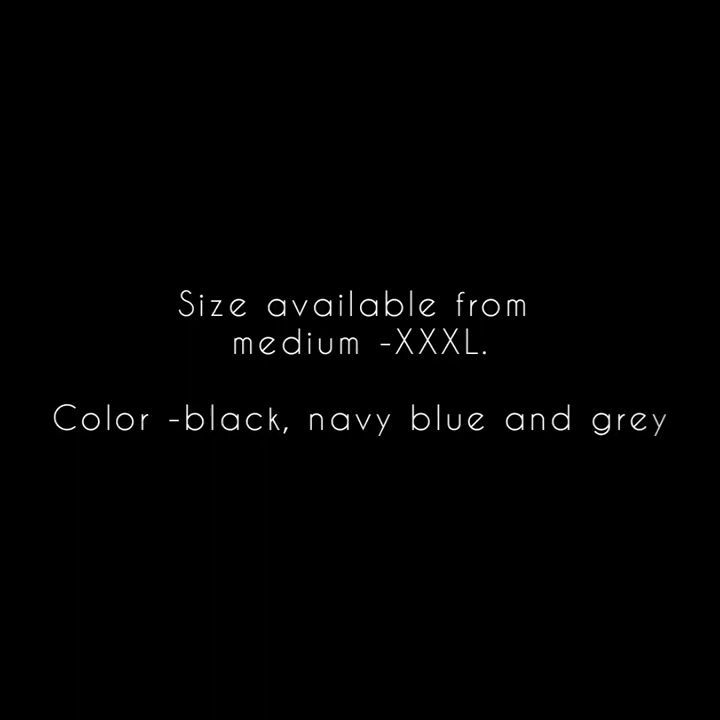 Size available from
medium -XXXL.
Color -black, navy blue and grey